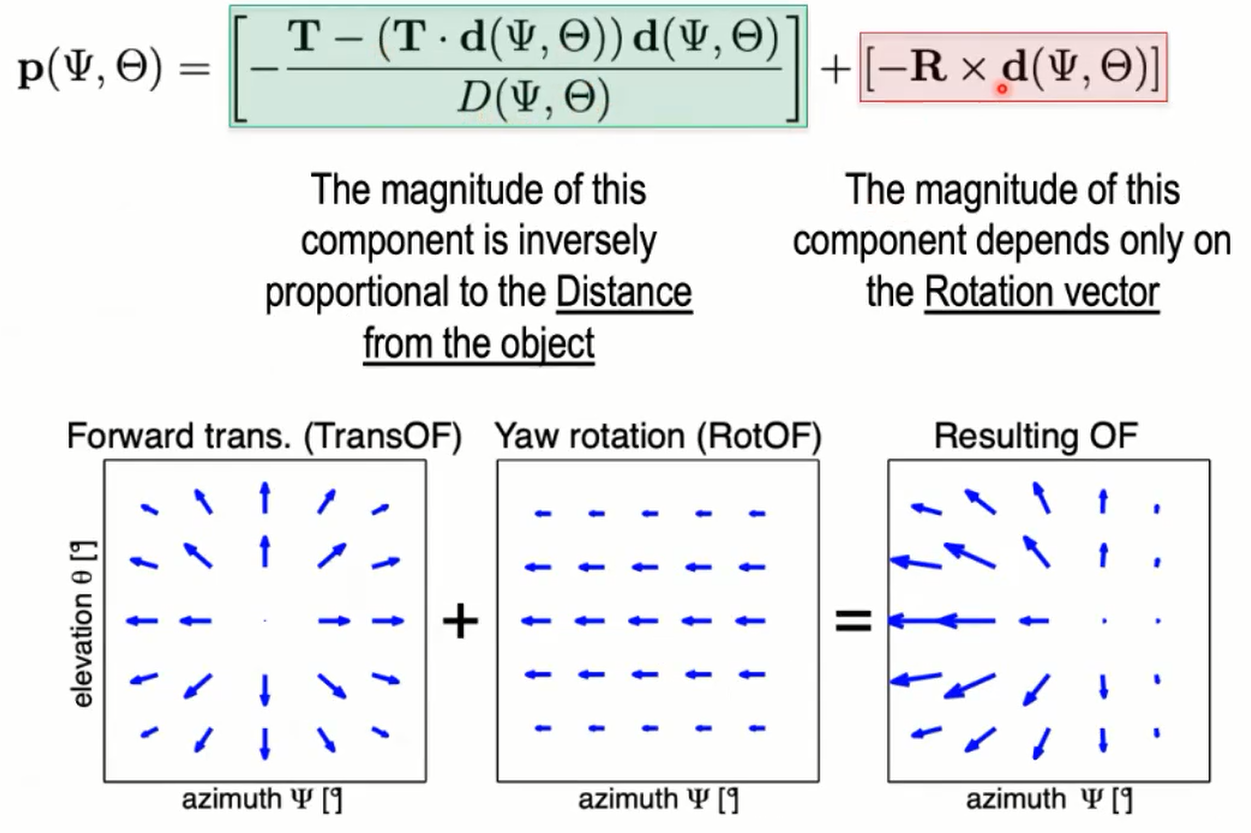 p(Ψ, Θ) = [−(T − (T · d(Ψ, Θ)) d(Ψ, Θ)) / D(Ψ, Θ)] + [−R × d(Ψ, Θ)]
The magnitude of this
component is inversely
proportional to the Distance
from the object
The magnitude of this
component depends only on
the Rotation vector
Forward trans. (TransOF)
Yaw rotation (RotOF)
Resulting OF
elevation θ [°]
+
=
azimuth Ψ [°]
azimuth Ψ [°]
azimuth Ψ [°]